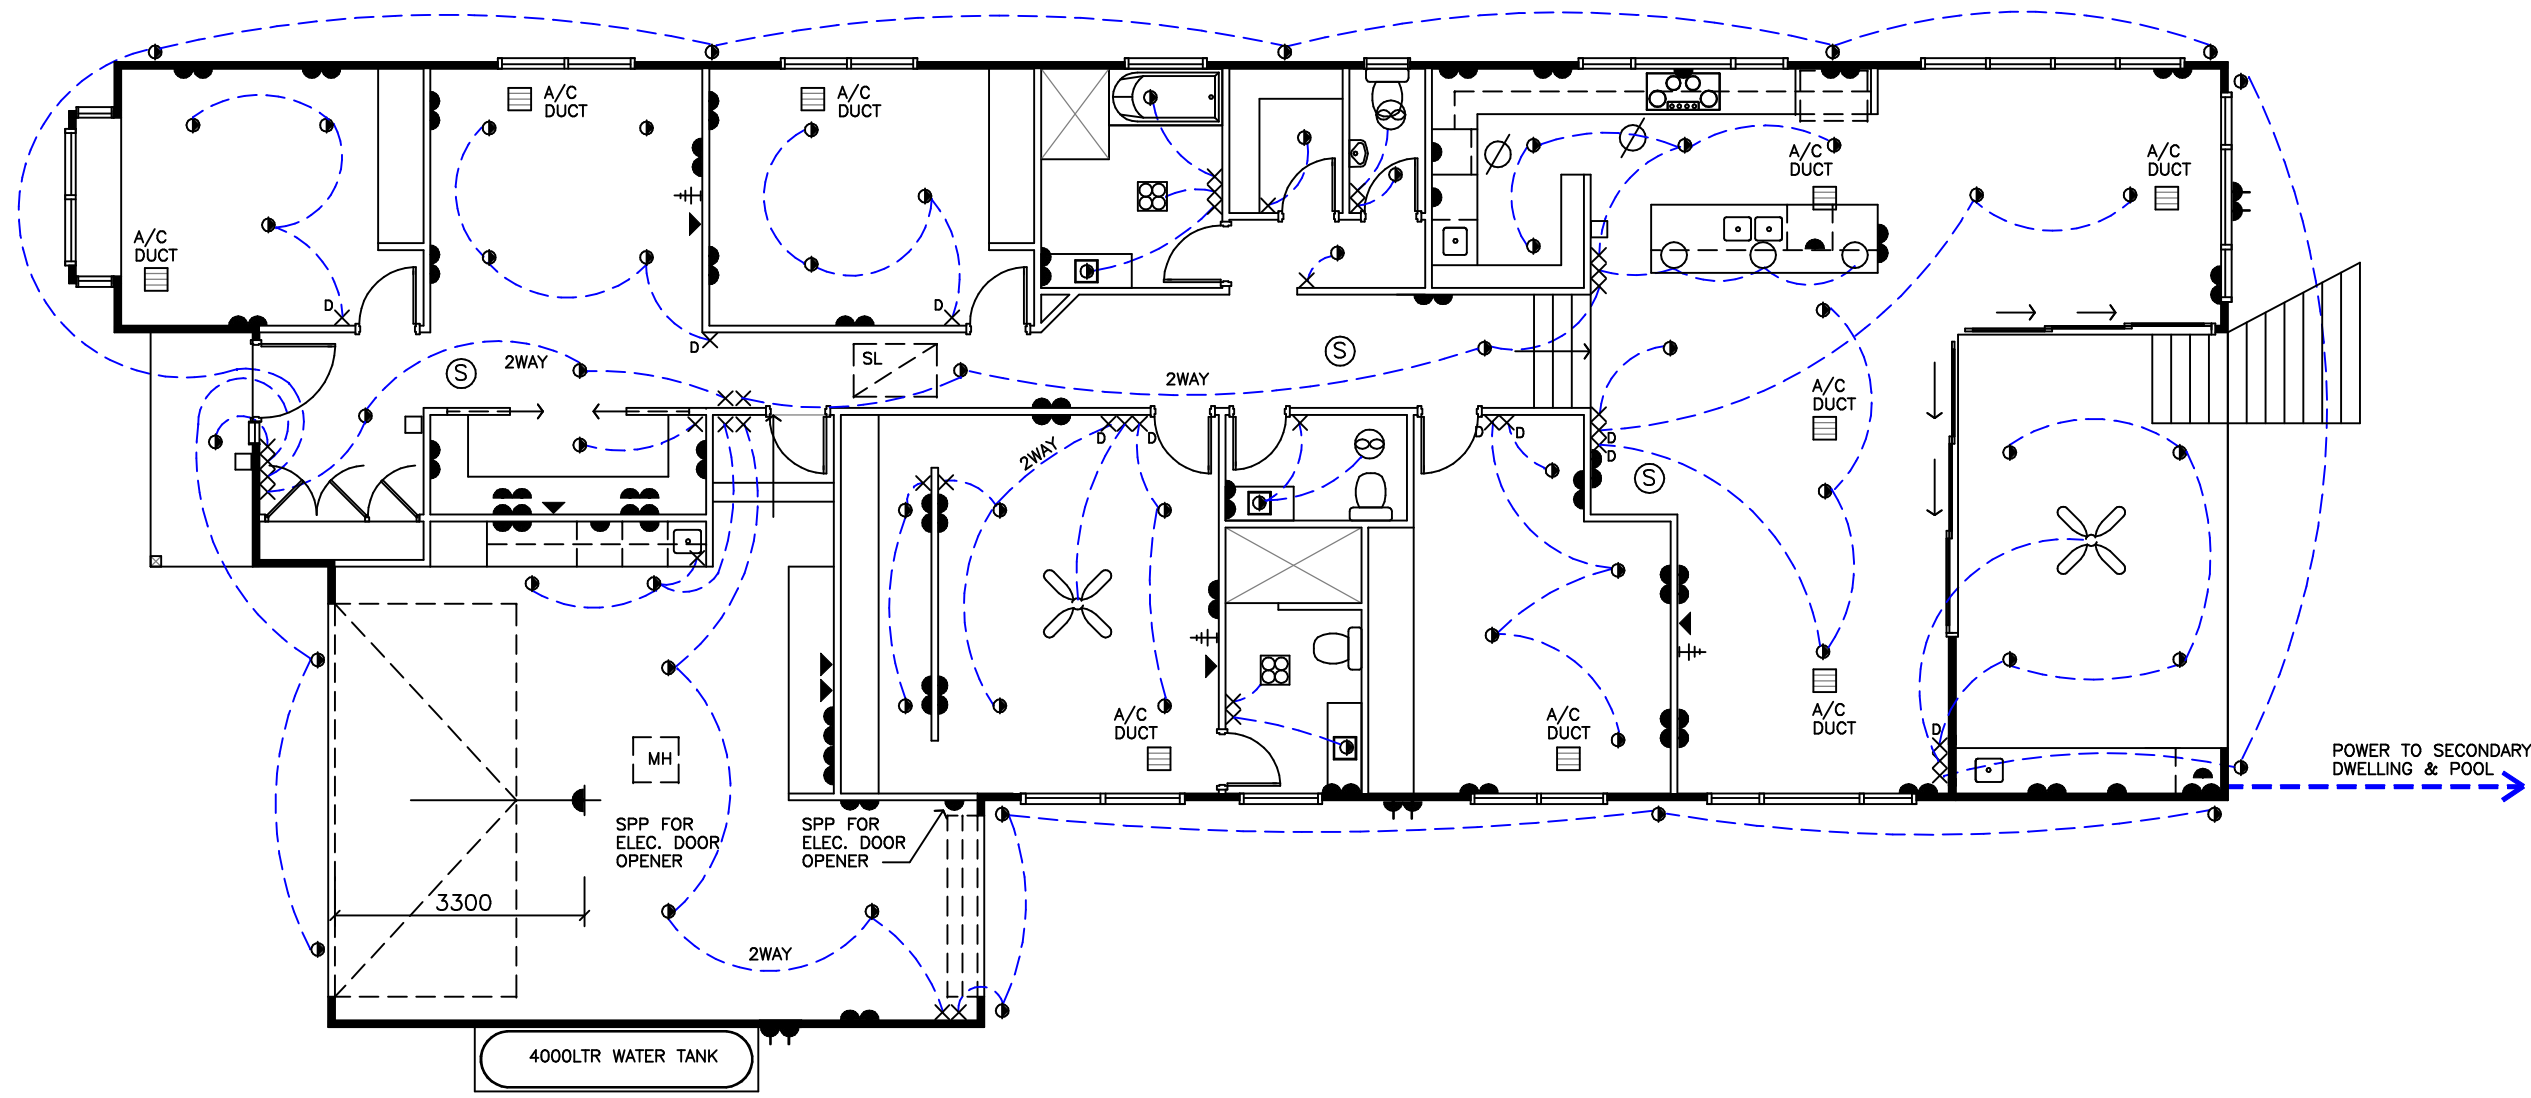 A/C
DUCT
A/C
DUCT
A/C
DUCT
A/C
DUCT
A/C
DUCT
D
D
D
S
2WAY
SL
S
2WAY
A/C
DUCT
2WAY
D
D
D
D
D
D
S
A/C
DUCT
A/C
DUCT
A/C
DUCT
D
MH
POWER TO SECONDARY
DWELLING & POOL
SPP FOR
ELEC. DOOR
OPENER
SPP FOR
ELEC. DOOR
OPENER
3300
2WAY
4000LTR WATER TANK